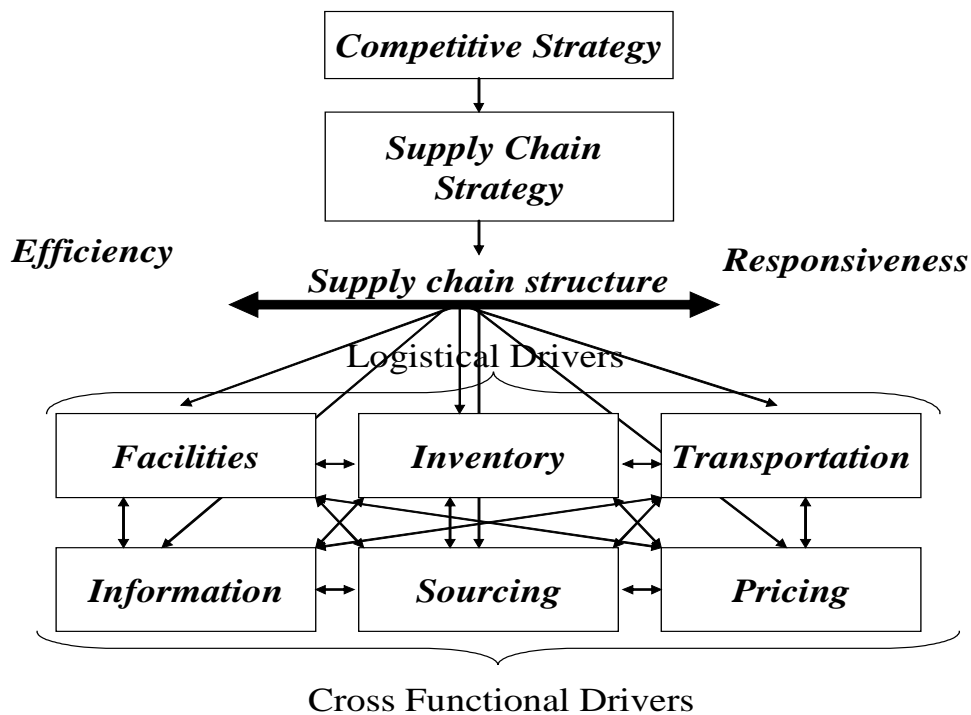 Competitive Strategy
Supply Chain
Strategy
Efficiency
Responsiveness
Supply chain structure
Logistical Drivers
Facilities
Inventory
Transportation
Information
Sourcing
Pricing
Cross Functional Drivers